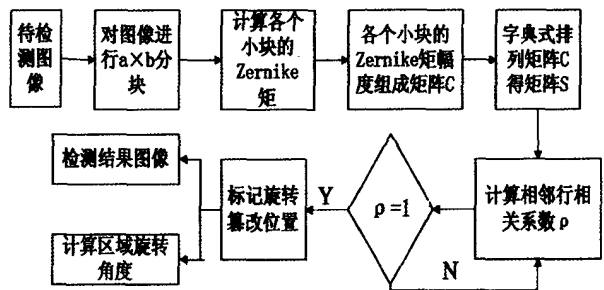 待检
测图像
对图像进
行a×b分
块
计算各个
小块的
Zernike
矩
各个小块的
Zernike矩幅
度组成矩阵C
字典式排
列矩阵C
得矩阵S
计算相邻行相
关系数ρ
ρ=1
Y
N
标记旋转
篡改位置
检测结果图像
计算区域旋转
角度